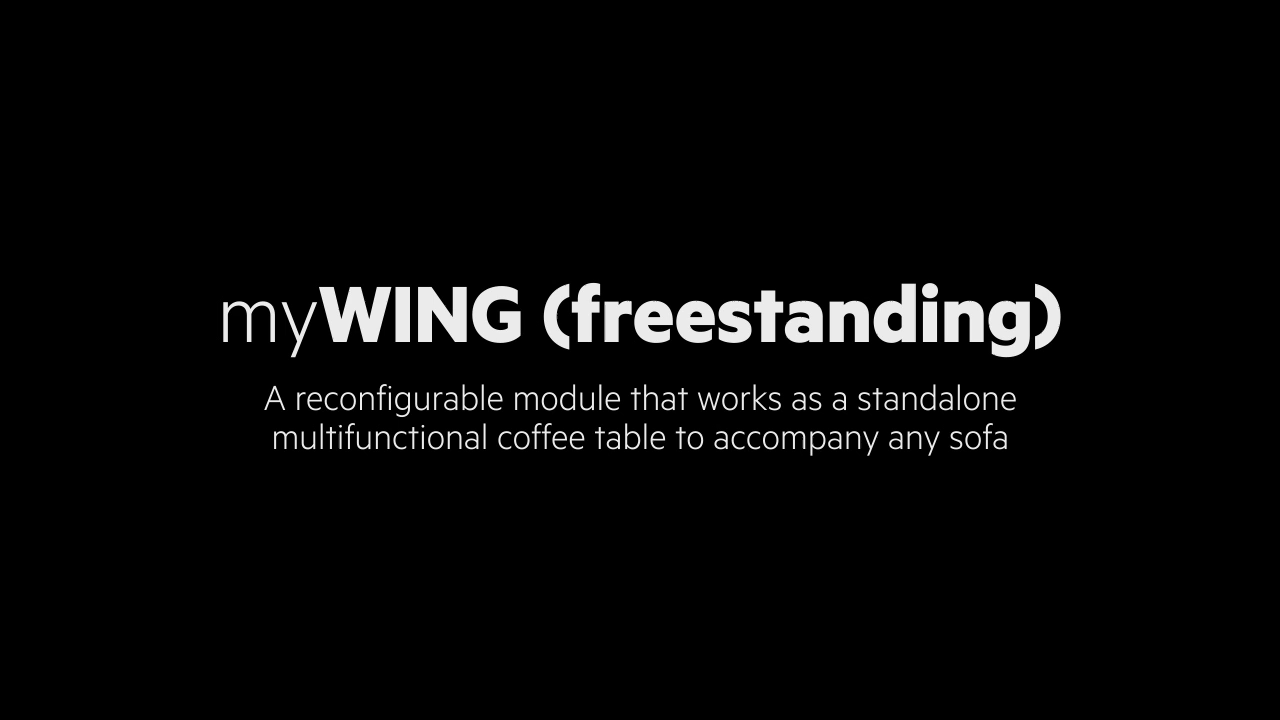 myWING (freestanding)
A reconfigurable module that works as a standalone
multifunctional coffee table to accompany any sofa